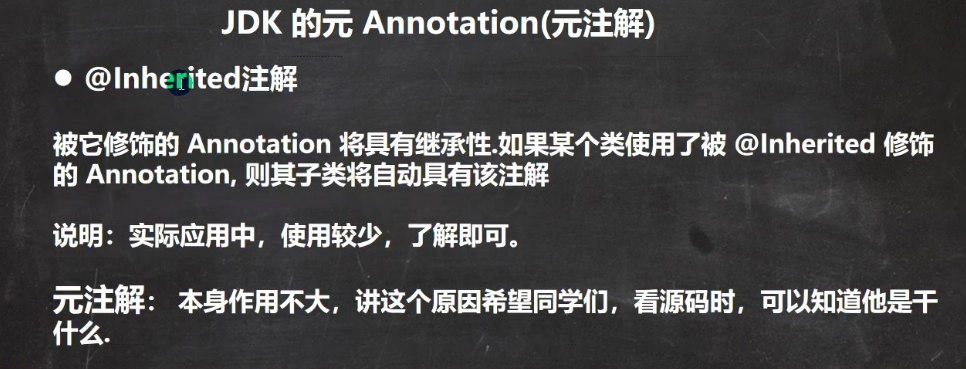 JDK 的元 Annotation(元注解)
● @Inherited注解
被它修饰的 Annotation 将具有继承性.如果某个类使用了被 @Inherited 修饰
的 Annotation, 则其子类将自动具有该注解
说明：实际应用中，使用较少，了解即可。
元注解： 本身作用不大，讲这个原因希望同学们，看源码时，可以知道他是干
什么.